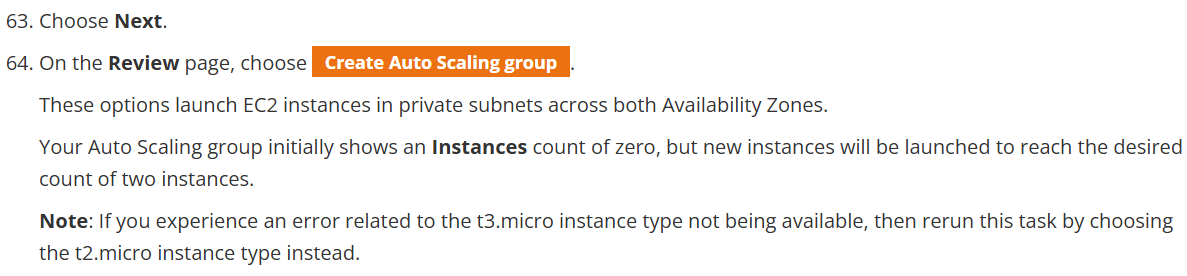 63. Choose Next.
64. On the Review page, choose Create Auto Scaling group.
These options launch EC2 instances in private subnets across both Availability Zones.
Your Auto Scaling group initially shows an Instances count of zero, but new instances will be launched to reach the desired
count of two instances.
Note: If you experience an error related to the t3.micro instance type not being available, then rerun this task by choosing
the t2.micro instance type instead.